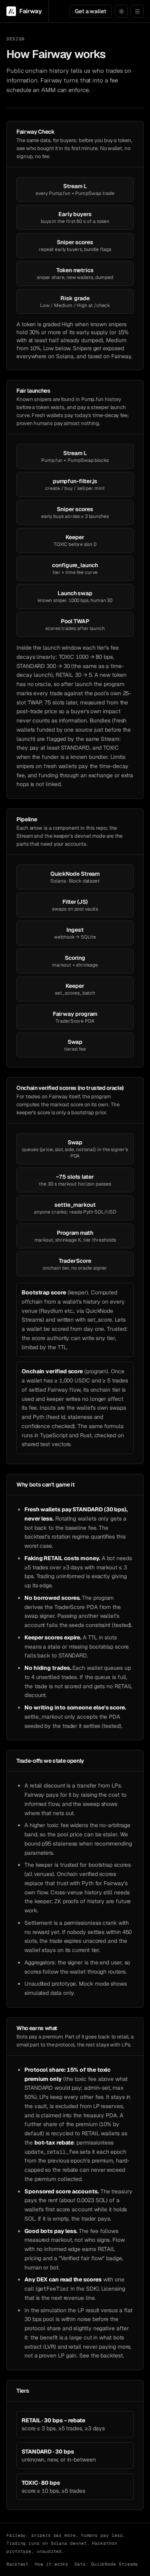 Fairway
Get a wallet
DESIGN
How Fairway works
Public onchain history tells us who trades on
information. Fairway turns that into a fee
schedule an AMM can enforce.
Fairway Check
The same data, for buyers: before you buy a token,
see who bought it in its first minute. No wallet, no
signup, no fee.
Stream L
every Pump.fun + PumpSwap trade
Early buyers
buys in the first 60 s of a token
Sniper scores
repeat early buyers, bundle flags
Token metrics
sniper share, new wallets, dumped
Risk grade
Low / Medium / High at /check
A token is graded High when known snipers
hold 30% or more of its early supply (or 15%
with at least half already dumped), Medium
from 10%, Low below. Snipers get exposed
everywhere on Solana, and taxed on Fairway.
Fair launches
Known snipers are found in Pump.fun history
before a token exists, and pay a steeper launch
curve. Fresh wallets pay today's time-decay fee;
proven humans pay almost nothing.
Stream L
Pump.fun + PumpSwap blocks
pumpfun-filter.js
create / buy / sell per mint
Sniper scores
early buys across ≥ 3 launches
Keeper
TOXIC before slot 0
configure_launch
tier × time fee curve
Launch swap
known sniper 1000 bps, human 30
Pool TWAP
scores trades after launch
Inside the launch window each tier's fee
decays linearly: TOXIC 1000 → 80 bps,
STANDARD 300 → 30 (the same as a time-
decay launch), RETAIL 30 → 5. A new token
has no oracle, so after launch the program
marks every trade against the pool's own 35-
slot TWAP, 75 slots later, measured from the
post-trade price so a buyer's own impact
never counts as information. Bundles (fresh
wallets funded by one source just before the
launch) are flagged by the same Stream:
they pay at least STANDARD, and TOXIC
when the funder is a known bundler. Limits:
snipers on fresh wallets pay the time-decay
fee, and funding through an exchange or extra
hops is not linked.
Pipeline
Each arrow is a component in this repo; the
Stream and the keeper's devnet mode are the
parts that need your accounts.
QuickNode Stream
Solana · Block dataset
Filter (JS)
swaps on pool vaults
Ingest
webhook → SQLite
Scoring
markout + shrinkage
Keeper
set_scores_batch
Fairway program
TraderScore PDA
Swap
tiered fee
Onchain verified scores (no trusted oracle)
For trades on Fairway itself, the program
computes the markout score on its own. The
keeper's score is only a bootstrap prior.
Swap
queues (price, slot, side, notional) in the signer's
PDA
~75 slots later
the 30 s markout horizon passes
settle_markout
anyone cranks; reads Pyth SOL/USD
Program math
markout, shrinkage K, tier thresholds
TraderScore
onchain tier, no oracle signer
Bootstrap score (keeper). Computed
offchain from a wallet's history on every
venue (Raydium etc., via QuickNode
Streams) and written with set_score. Lets
a wallet be scored from day one. Trusted:
the score authority can write any tier,
limited by the TTL.
Onchain verified score (program). Once
a wallet has ≥ 1,000 USDC and ≥ 5 trades
of settled Fairway flow, its onchain tier is
used and keeper writes no longer affect
its fee. Inputs are the wallet's own swaps
and Pyth (feed id, staleness and
confidence checked). The same formula
runs in TypeScript and Rust, checked on
shared test vectors.
Why bots can't game it
• Fresh wallets pay STANDARD (30 bps),
never less. Rotating wallets only gets a
bot back to the baseline fee. The
backtest's rotation regime quantifies this
worst case.
• Faking RETAIL costs money. A bot needs
≥5 trades over ≥3 days with markout ≤ 3
bps. Trading uninformed is exactly giving
up its edge.
• No borrowed scores. The program
derives the TraderScore PDA from the
swap signer. Passing another wallet's
account fails the seeds constraint (tested).
• Keeper scores expire. A TTL in slots
means a stale or missing bootstrap score
falls back to STANDARD.
• No hiding trades. Each wallet queues up
to 4 unsettled trades. If the queue is full,
the trade is not scored and gets no RETAIL
discount.
• No writing into someone else's score.
settle_markout only accepts the PDA
seeded by the trader it settles (tested).
Trade-offs we state openly
• A retail discount is a transfer from LPs.
Fairway pays for it by raising the cost to
informed flow, and the sweep shows
where that nets out.
• A higher toxic fee widens the no-arbitrage
band, so the pool price can be staler. We
bound p95 staleness when recommending
parameters.
• The keeper is trusted for bootstrap scores
(all venues). Onchain verified scores
replace that trust with Pyth for Fairway's
own flow. Cross-venue history still needs
the keeper; ZK proofs of history are future
work.
• Settlement is a permissionless crank with
no reward yet. If nobody settles within 450
slots, the trade expires unscored and the
wallet stays on its current tier.
• Aggregators: the signer is the end user, so
scores follow the wallet through routers.
• Unaudited prototype. Mock mode shows
simulated data only.
Who earns what
Bots pay a premium. Part of it goes back to retail, a
small part to the protocol, the rest stays with LPs.
• Protocol share: 15% of the toxic
premium only (the toxic fee above what
STANDARD would pay; admin-set, max
50%). LPs keep every other fee. It stays in
the vault, is excluded from LP reserves,
and is claimed into the treasury PDA. A
further share of the premium (10% by
default) is recycled to RETAIL wallets as
the bot-tax rebate: permissionless
update_retail_fee sets it each epoch
from the previous epoch's premium, hard-
capped so the rebate can never exceed
the premium collected.
• Sponsored score accounts. The treasury
pays the rent (about 0.0023 SOL) of a
wallet's first score account while it holds
SOL. If it is empty, the trader pays.
• Good bots pay less. The fee follows
measured markout, not who signs. Flow
with no informed edge earns RETAIL
pricing and a "Verified fair flow" badge,
human or bot.
• Any DEX can read the scores with one
call (getFeeTier in the SDK). Licensing
that is the next revenue line.
• In the simulation the LP result versus a flat
30 bps pool is within noise before the
protocol share and slightly negative after
it: the benefit is a large cut in what bots
extract (LVR) and retail never paying more,
not a proven LP gain. See the backtest.
Tiers
RETAIL · 30 bps − rebate
score ≤ 3 bps, ≥5 trades, ≥3 days
STANDARD · 30 bps
unknown, new, or in-between
TOXIC · 80 bps
score ≥ 10 bps, ≥5 trades
Fairway. snipers pay more, humans pay less.
Trading runs on Solana devnet. Hackathon
prototype, unaudited.
Backtest How it works Data: QuickNode Streams